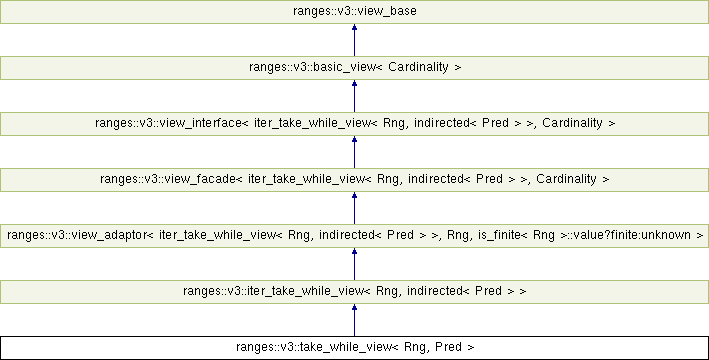 ranges::v3::view_base
ranges::v3::basic_view< Cardinality >
ranges::v3::view_interface< iter_take_while_view< Rng, indirected< Pred > >, Cardinality >
ranges::v3::view_facade< iter_take_while_view< Rng, indirected< Pred > >, Cardinality >
ranges::v3::view_adaptor< iter_take_while_view< Rng, indirected< Pred > >, Rng, is_finite< Rng >::value?finite:unknown >
ranges::v3::iter_take_while_view< Rng, indirected< Pred > >
ranges::v3::take_while_view< Rng, Pred >